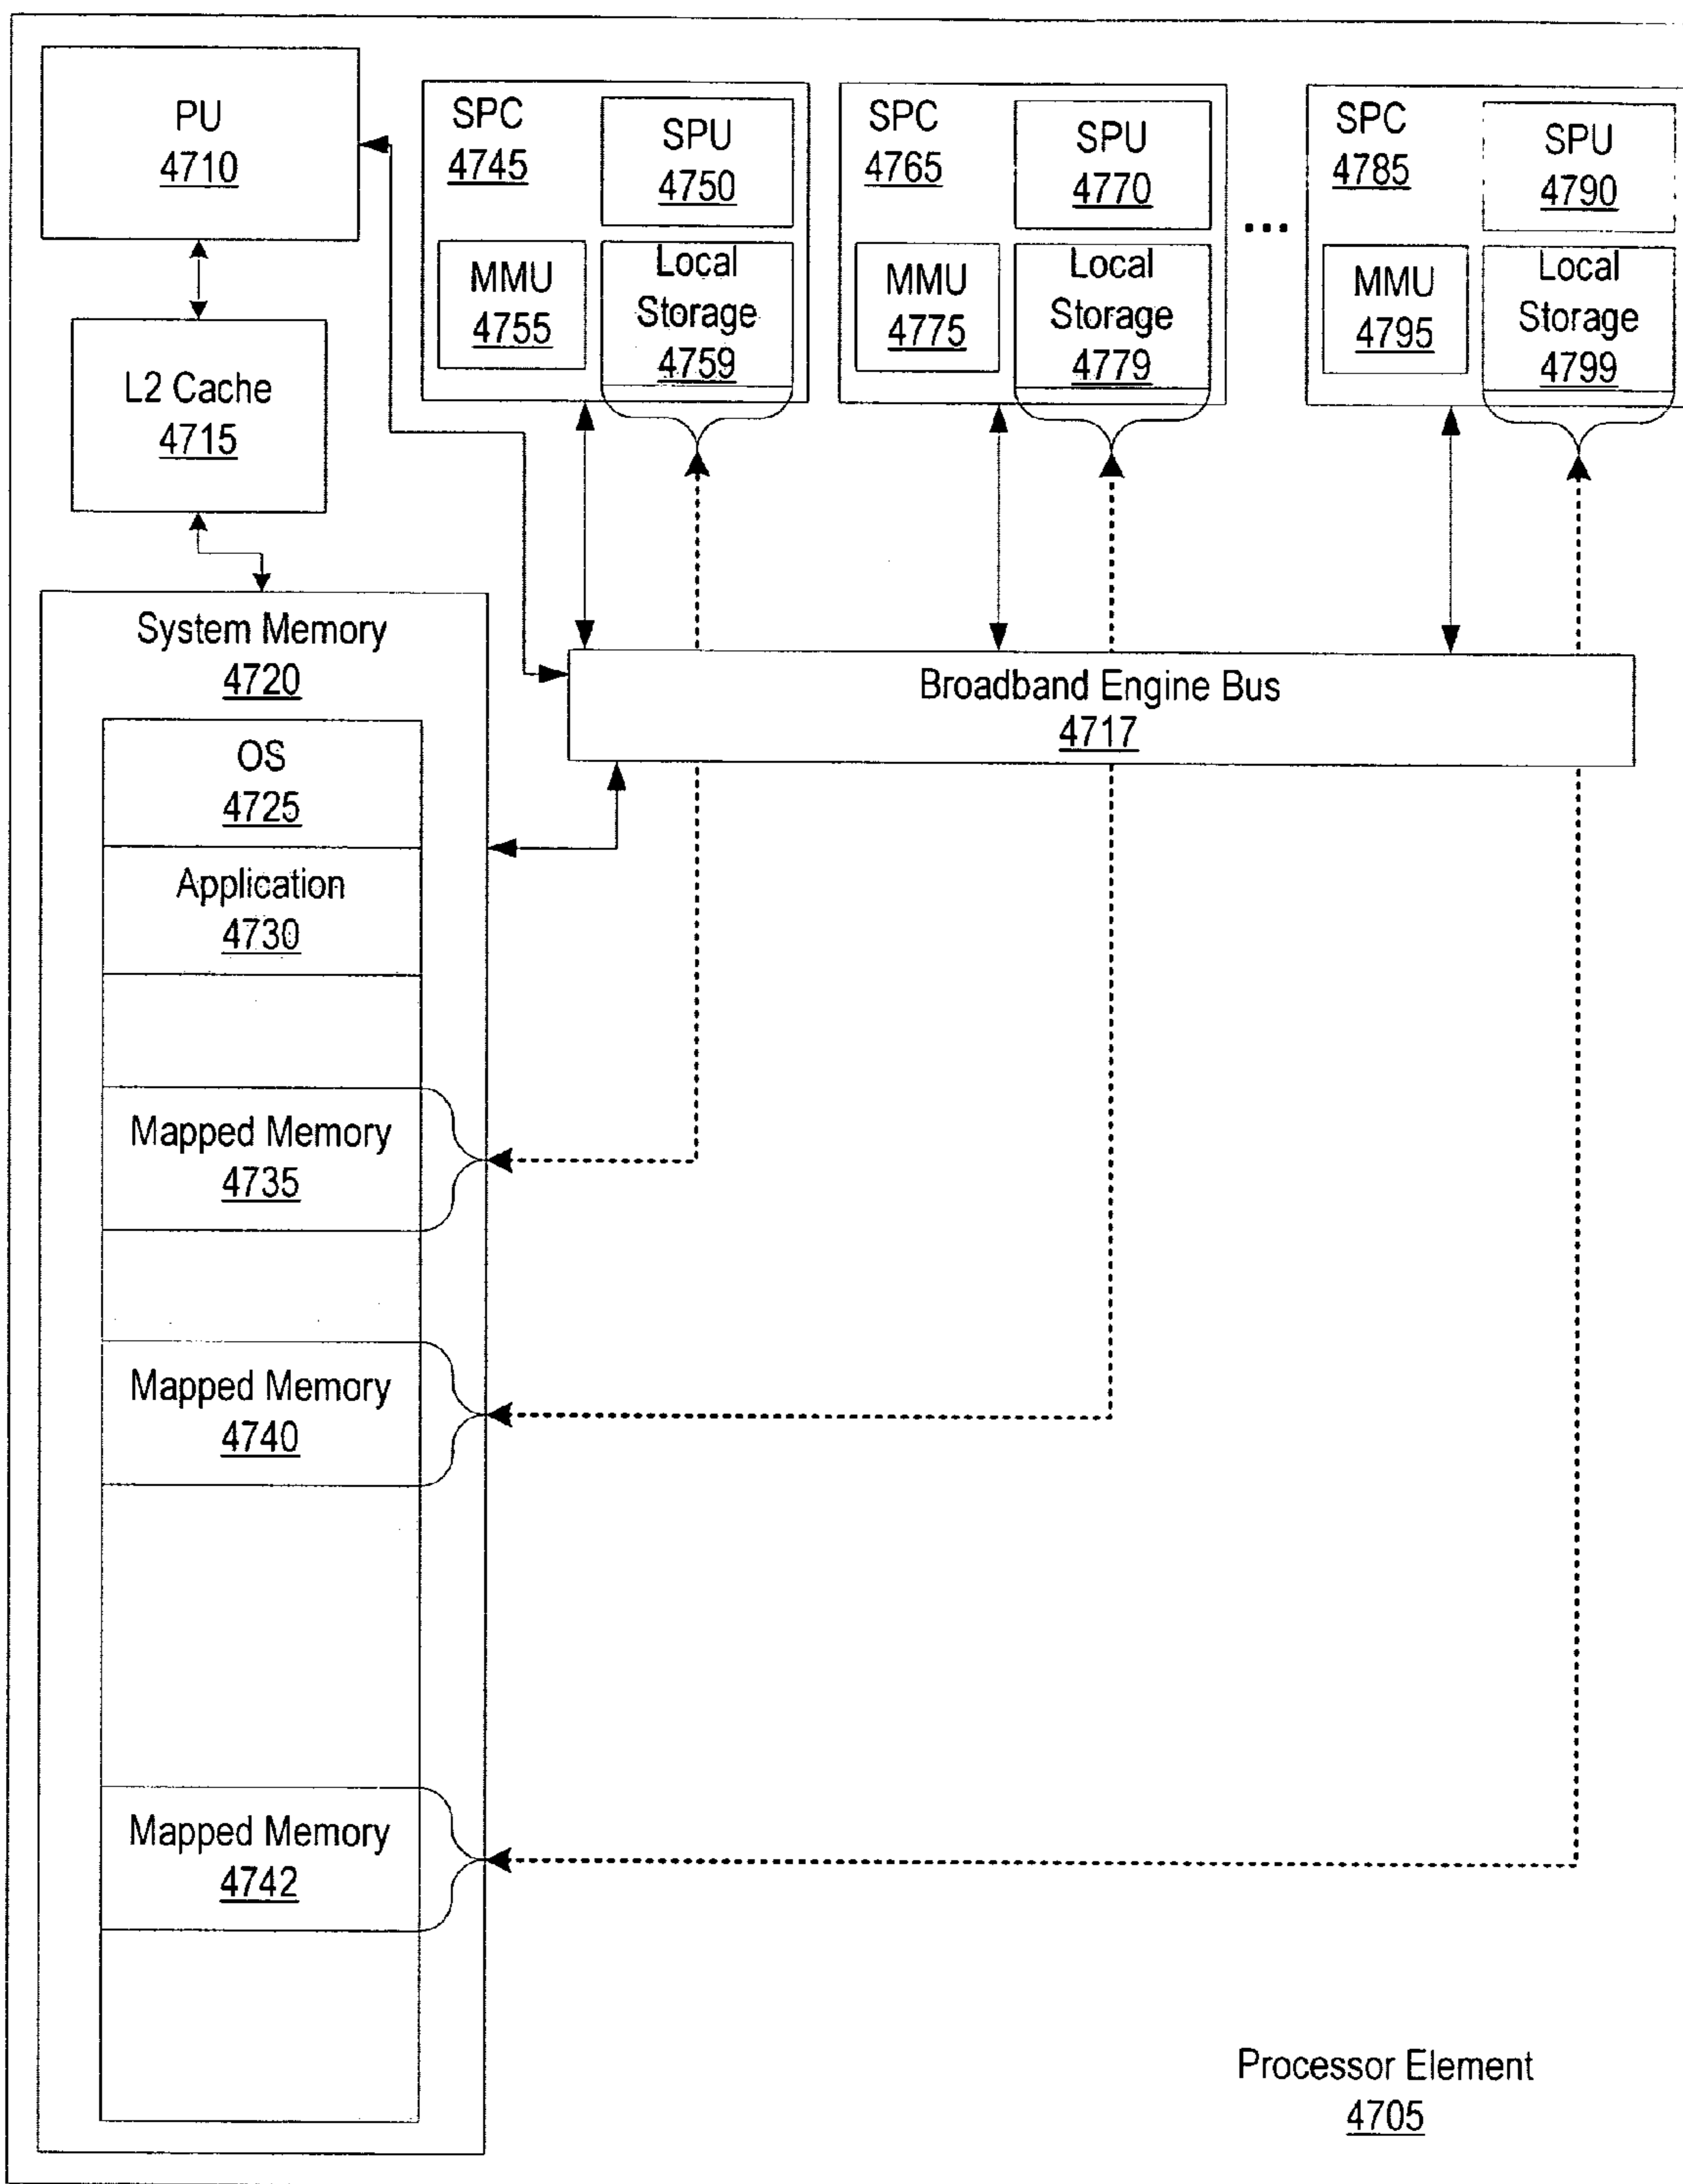 PU
4710
L2 Cache
4715
SPC
4745
SPU
4750
MMU
4755
Local
Storage
4759
SPC
4765
SPU
4770
MMU
4775
Local
Storage
4779
...
SPC
4785
SPU
4790
MMU
4795
Local
Storage
4799
Broadband Engine Bus
4717
System Memory
4720
OS
4725
Application
4730
Mapped Memory
4735
Mapped Memory
4740
Mapped Memory
4742
Processor Element
4705